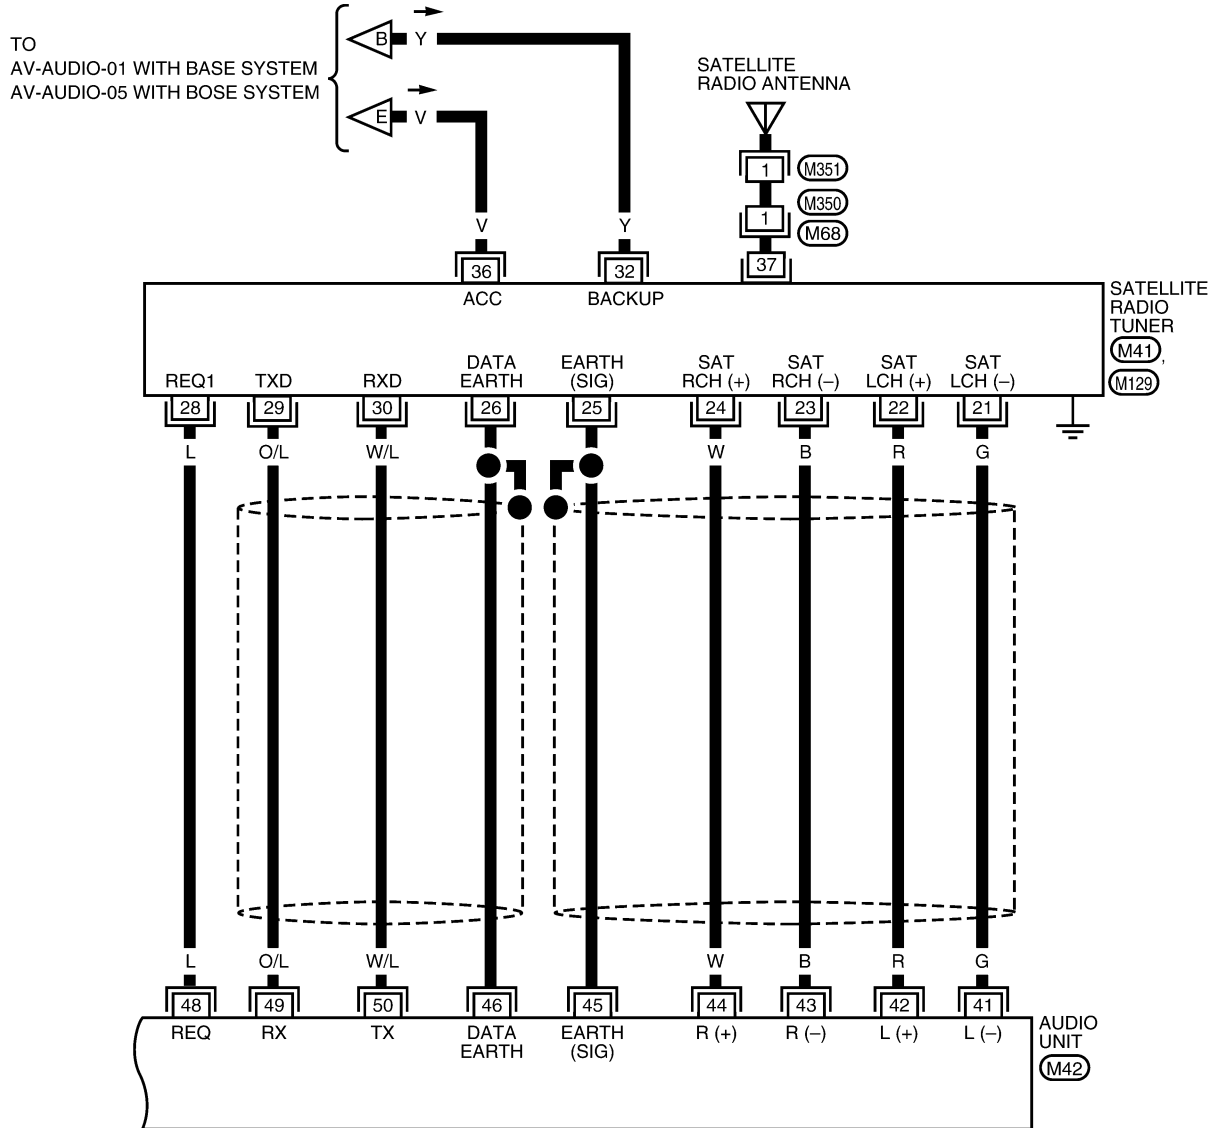 TO
AV-AUDIO-01 WITH BASE SYSTEM
AV-AUDIO-05 WITH BOSE SYSTEM
B Y
E V
SATELLITE
RADIO ANTENNA
1 M351
M350
1
M68
V Y
36 32 37
ACC BACKUP
SATELLITE
RADIO
TUNER
M41,
M129
DATA EARTH SAT SAT SAT SAT
REQ1 TXD RXD EARTH (SIG) RCH (+) RCH (–) LCH (+) LCH (–)
28 29 30 26 25 24 23 22 21
L O/L W/L W B R G
L O/L W/L W B R G
48 49 50 46 45 44 43 42 41
REQ RX TX DATA EARTH R (+) R (–) L (+) L (–)
EARTH (SIG)
AUDIO
UNIT
M42